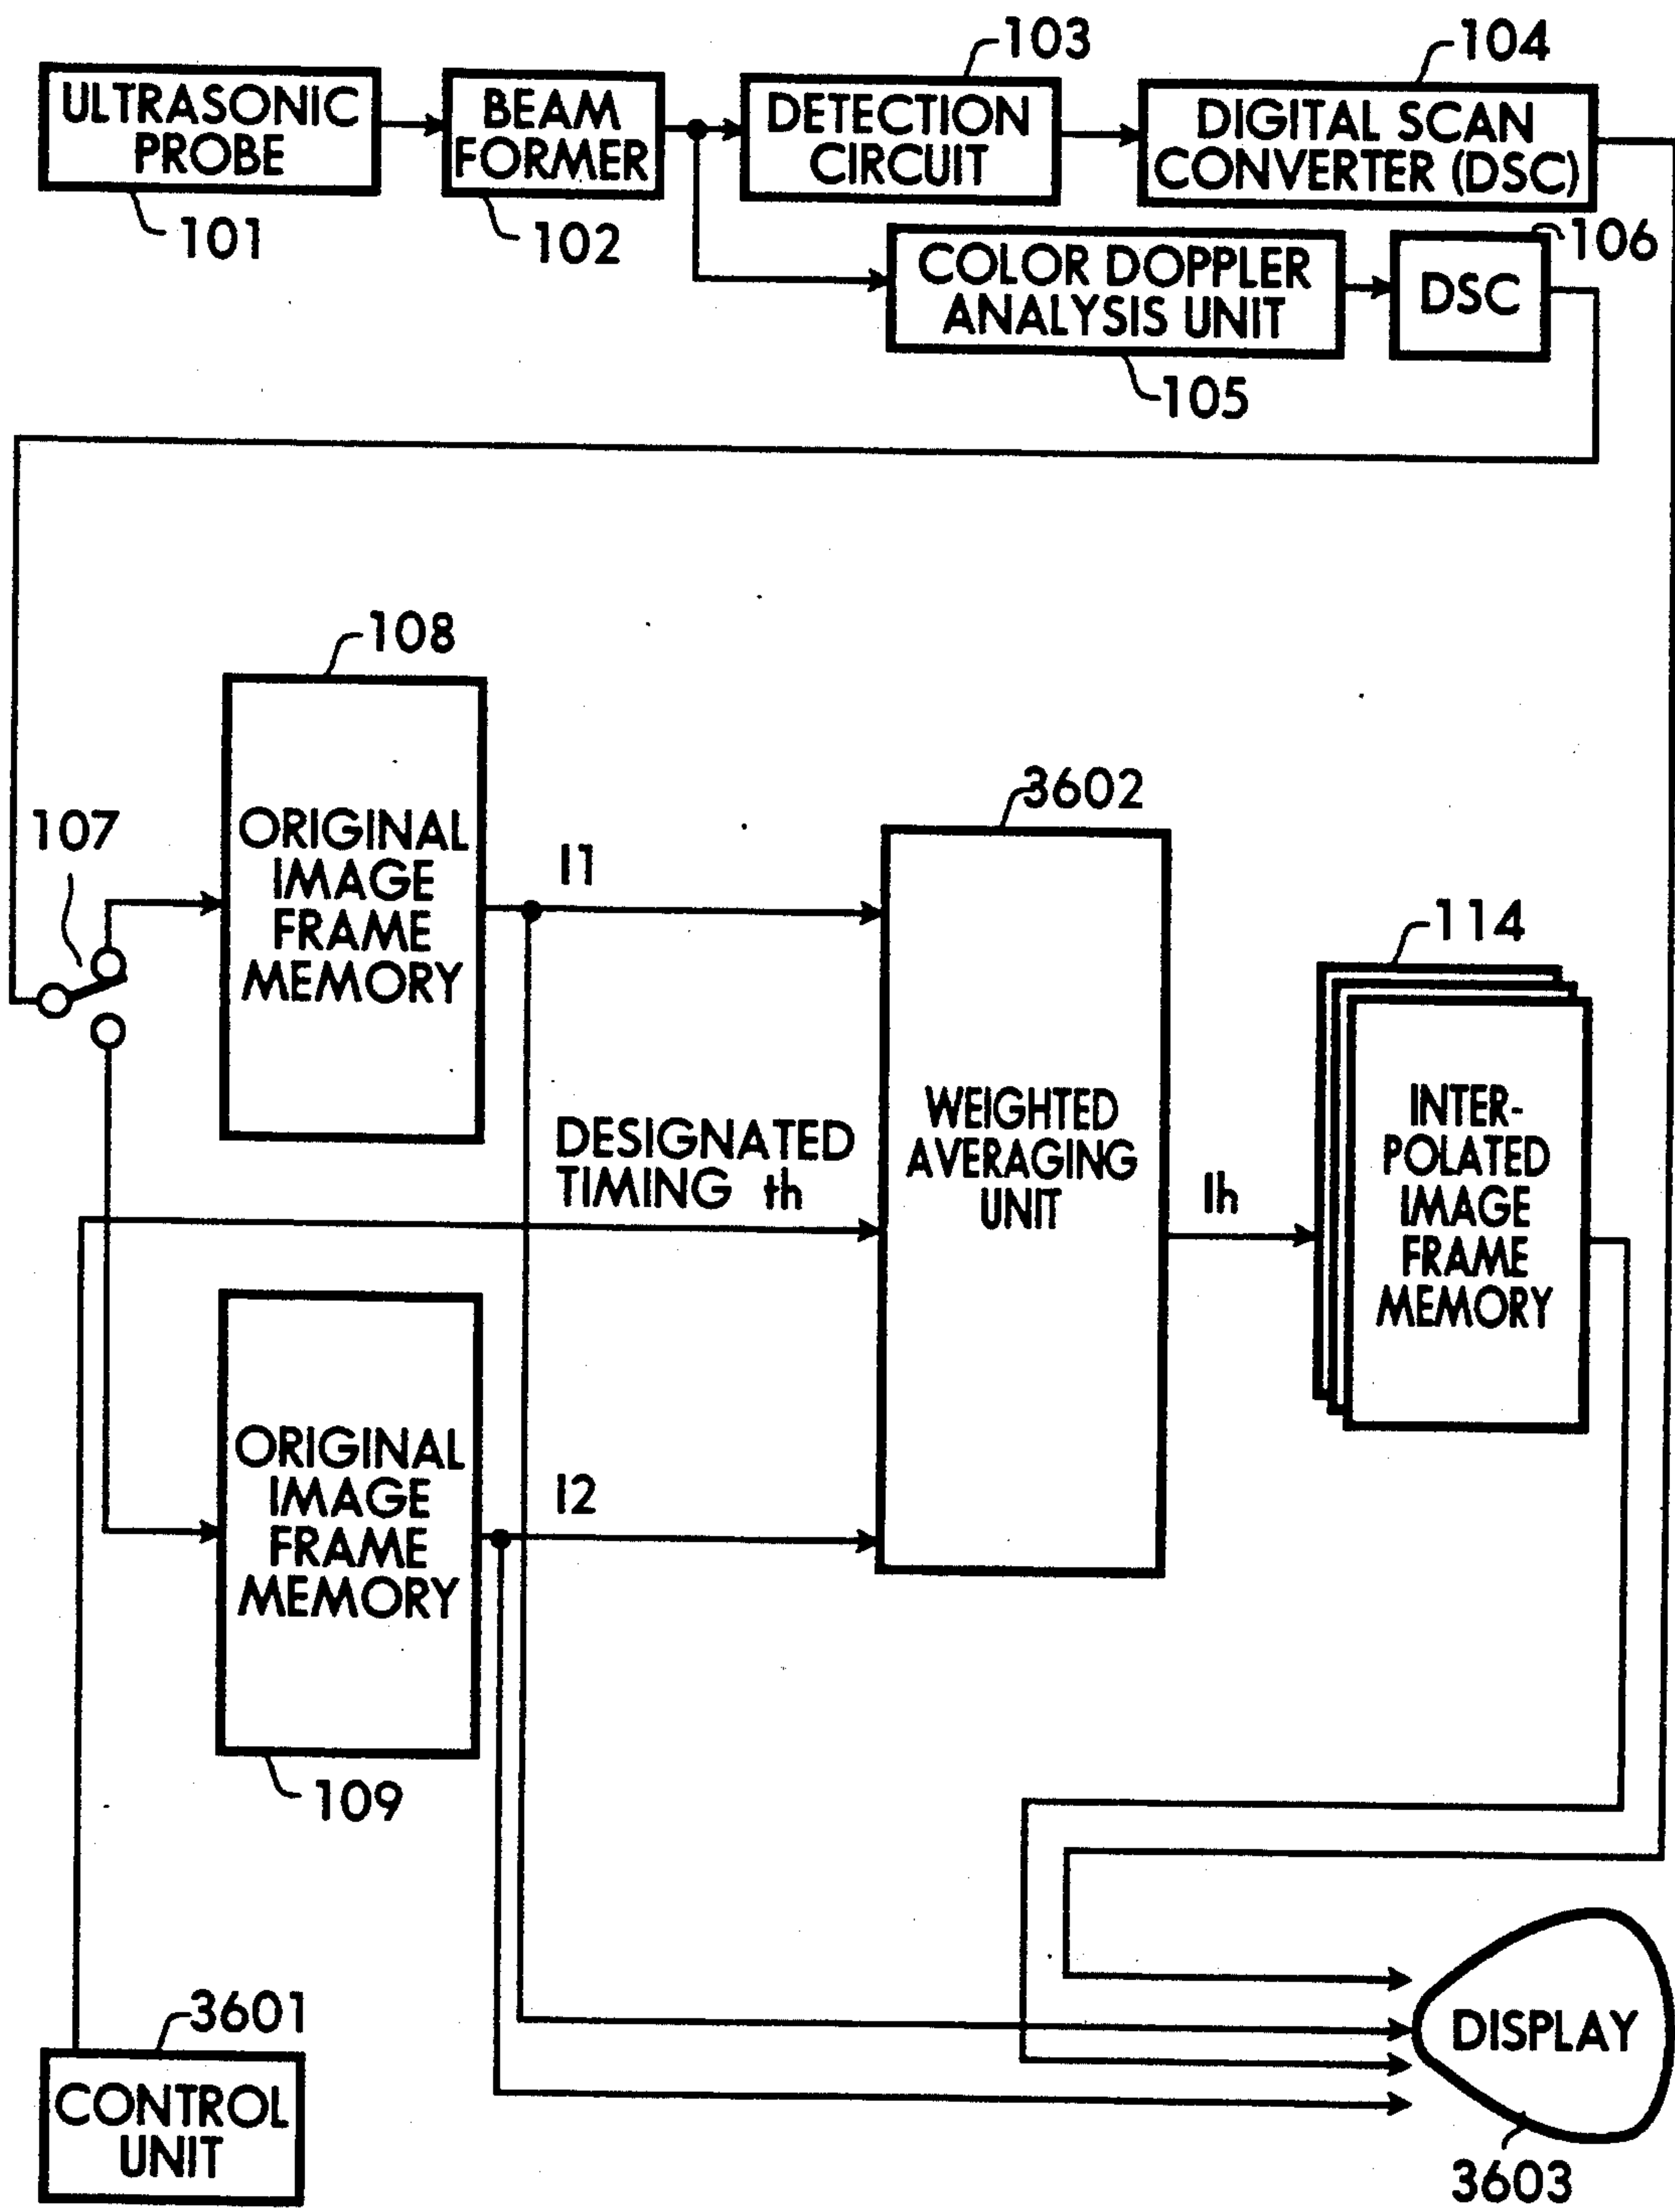 103
104
ULTRASONIC
PROBE
BEAM
FORMER
DETECTION
CIRCUIT
DIGITAL SCAN
CONVERTER (DSC)
101
102
106
COLOR DOPPLER
ANALYSIS UNIT
DSC
105
108
107
ORIGINAL
IMAGE
FRAME
MEMORY
I1
3602
114
DESIGNATED
TIMING th
WEIGHTED
AVERAGING
UNIT
Ih
INTER-
POLATED
IMAGE
FRAME
MEMORY
ORIGINAL
IMAGE
FRAME
MEMORY
I2
109
3601
CONTROL
UNIT
DISPLAY
3603